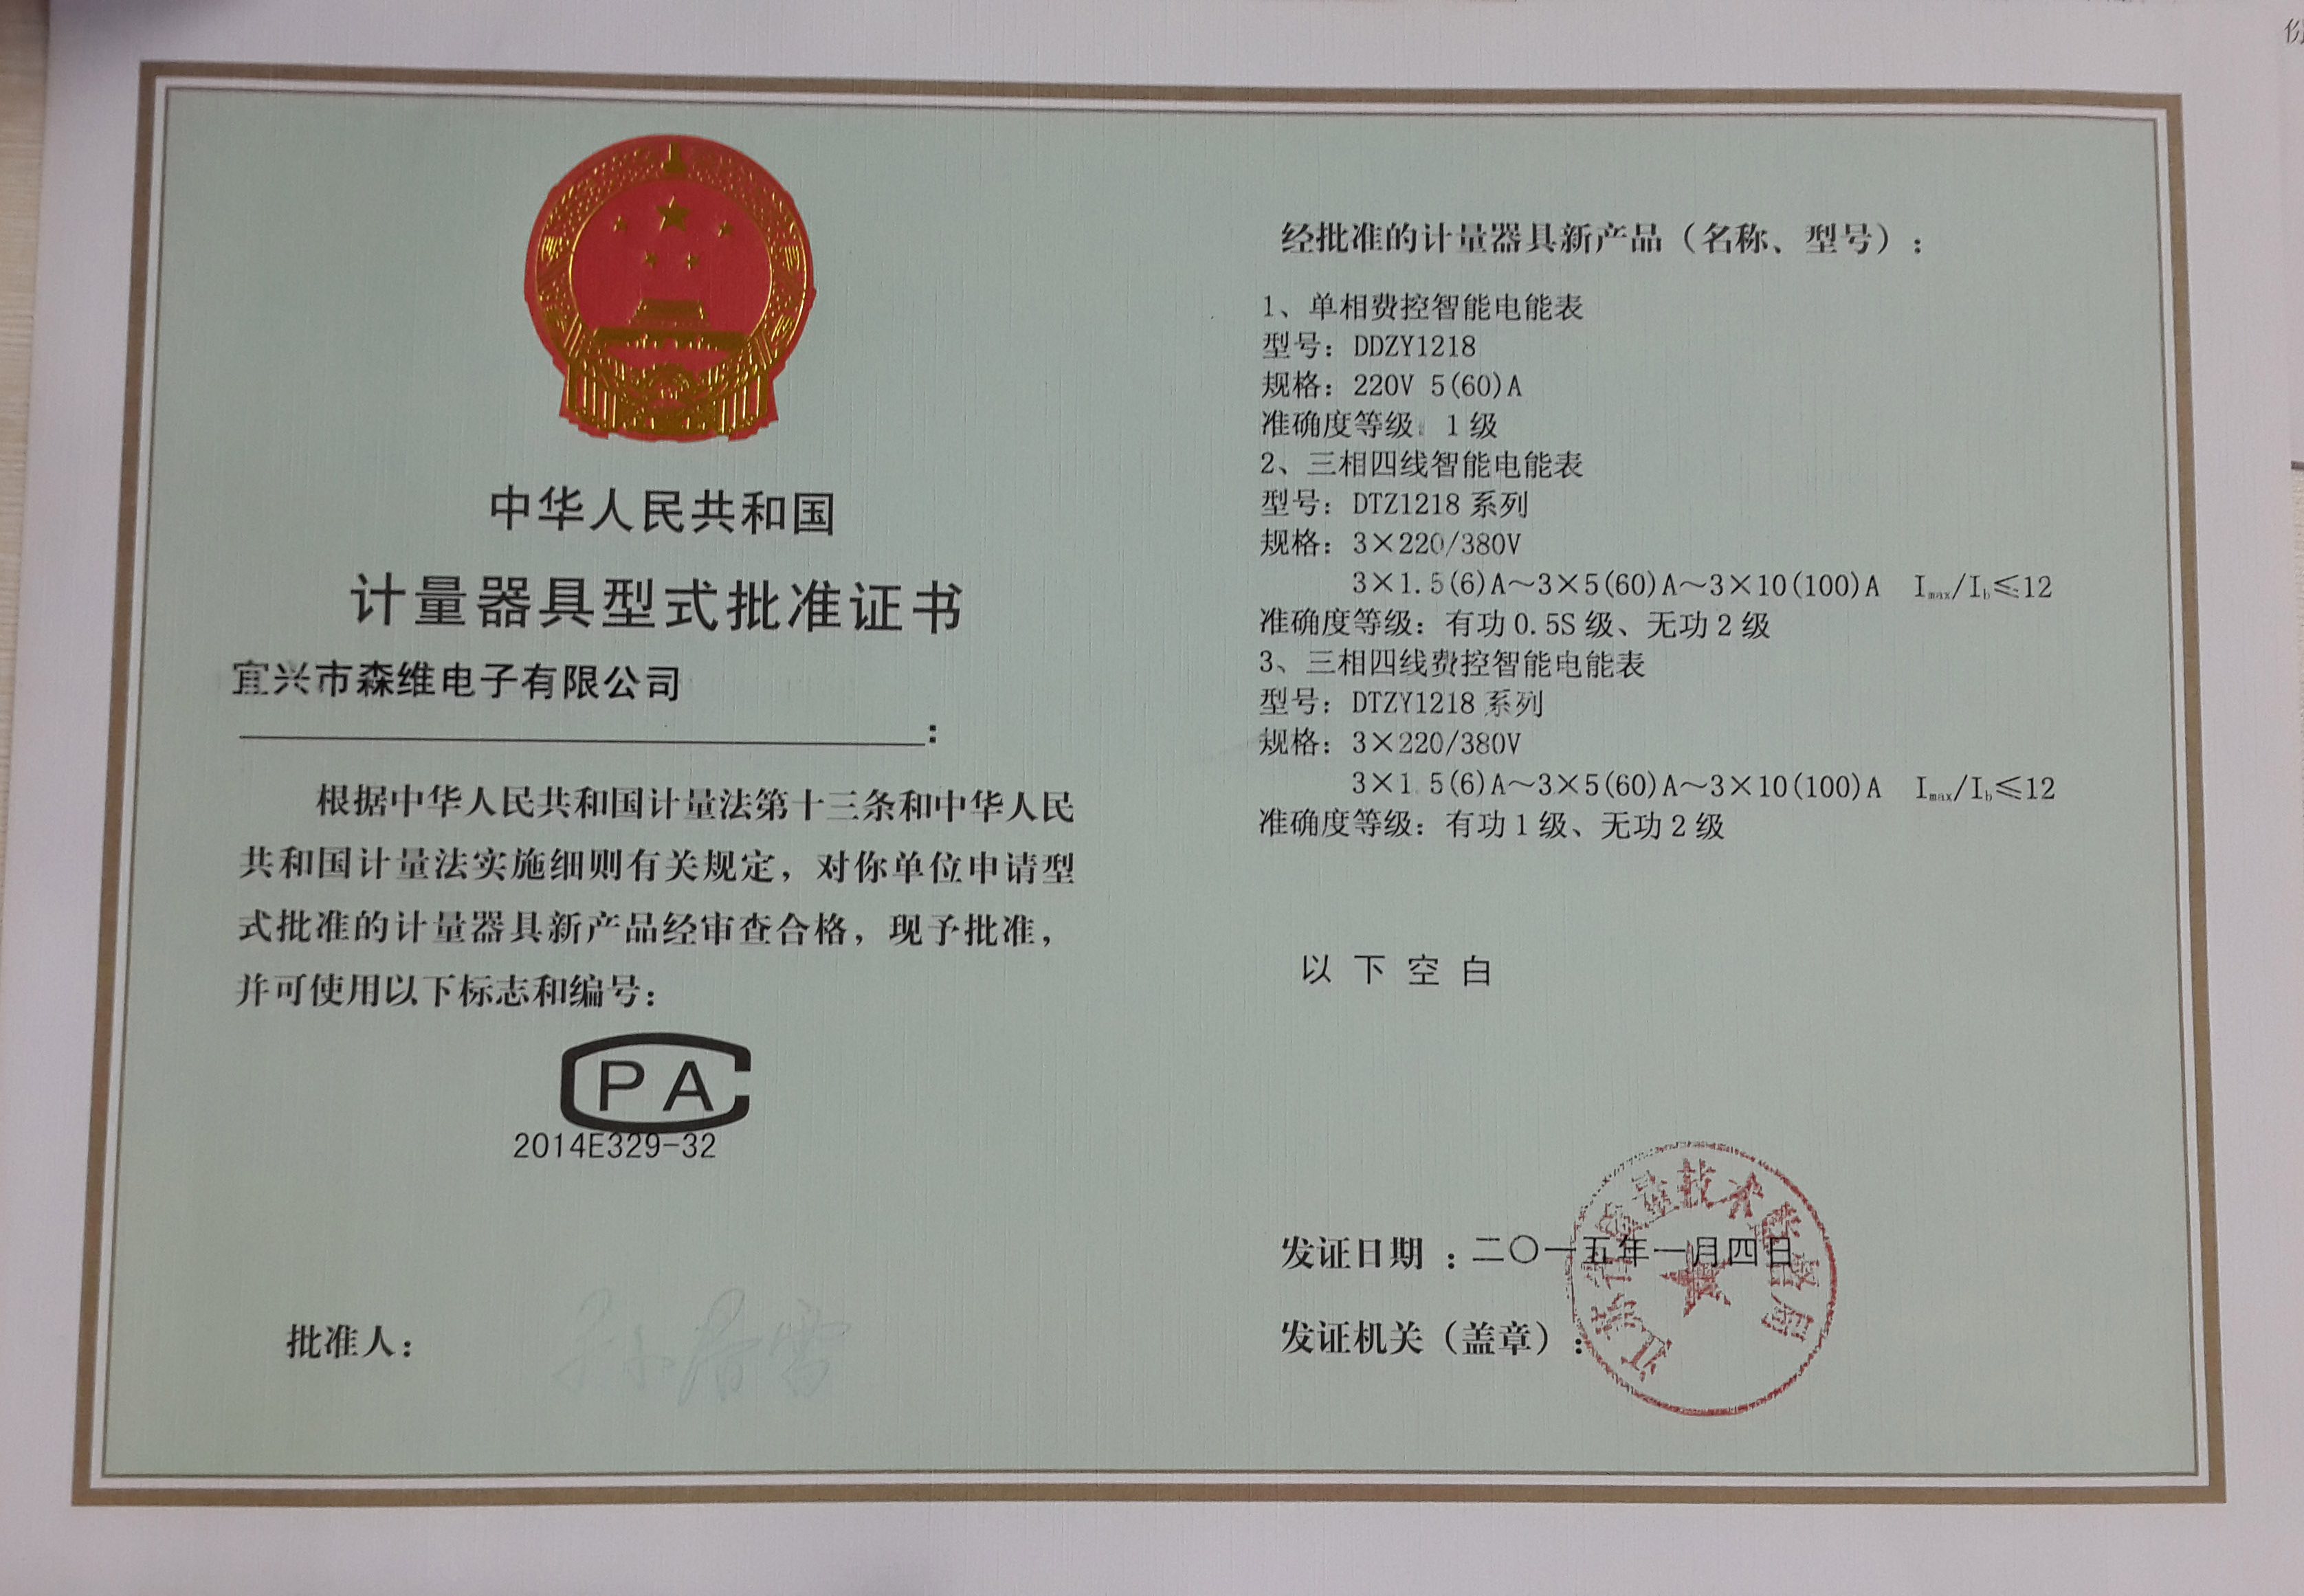 中华人民共和国
计量器具型式批准证书
宜兴市森维电子有限公司
:
根据中华人民共和国计量法第十三条和中华人民
共和国计量法实施细则有关规定，对你单位申请型
式批准的计量器具新产品经审查合格，现予批准，
并可使用以下标志和编号：
CPA
2014E329-32
批准人：
经批准的计量器具新产品（名称、型号）：
1、单相费控智能电能表
型号：DDZY1218
规格：220V 5(60)A
准确度等级：1级
2、三相四线智能电能表
型号：DTZ1218系列
规格：3×220/380V
3×1.5(6)A～3×5(60)A～3×10(100)A Imax/Ib≤12
准确度等级：有功0.5S级、无功2级
3、三相四线费控智能电能表
型号：DTZY1218系列
规格：3×220/380V
3×1.5(6)A～3×5(60)A～3×10(100)A Imax/Ib≤12
准确度等级：有功1级、无功2级
以下空白
发证日期：二〇一五年一月四日
发证机关（盖章）：
江苏省质量技术监督局